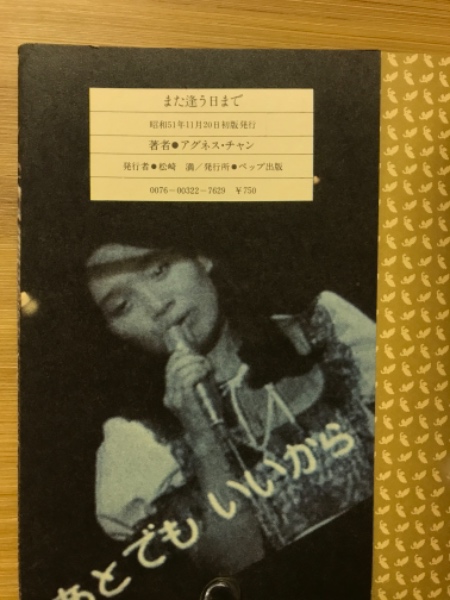 また逢う日まで
昭和51年11月20日初版発行
著者●アグネス・チャン
発行者●松崎 満/発行所●ペップ出版
0076-00322-7629 ¥750
あとでも いいから